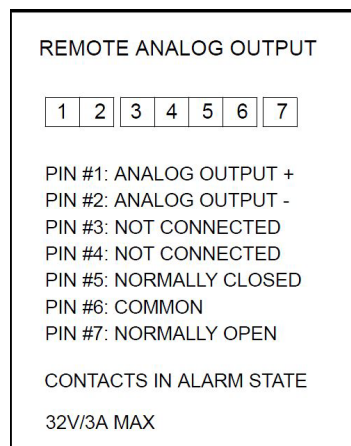 REMOTE ANALOG OUTPUT
1 2 3 4 5 6 7
PIN #1: ANALOG OUTPUT +
PIN #2: ANALOG OUTPUT -
PIN #3: NOT CONNECTED
PIN #4: NOT CONNECTED
PIN #5: NORMALLY CLOSED
PIN #6: COMMON
PIN #7: NORMALLY OPEN
CONTACTS IN ALARM STATE
32V/3A MAX